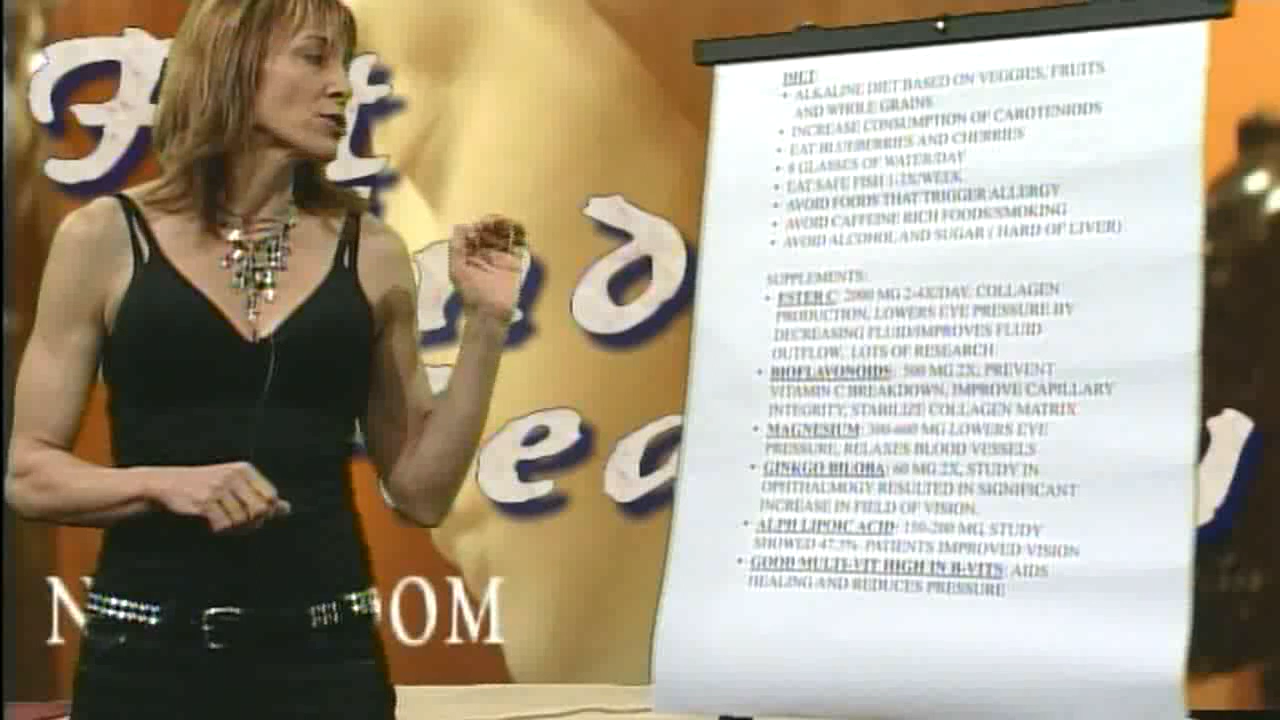 DIET:
• ALKALINE DIET BASED ON VEGGIES, FRUITS
AND WHOLE GRAINS
• INCREASE CONSUMPTION OF CAROTENIODS
• EAT BLUEBERRIES AND CHERRIES
• 8 GLASSES OF WATER/DAY
• EAT SAFE FISH 1-2X/WEEK
• AVOID FOODS THAT TRIGGER ALLERGY
• AVOID CAFFEINE RICH FOODS/SMOKING
• AVOID ALCOHOL AND SUGAR ( HARD OF LIVER)
SUPPLEMENTS:
• ESTER C: 2000 MG 2-4X/DAY, COLLAGEN
PRODUCTION, LOWERS EYE PRESSURE BY
DECREASING FLUID/IMPROVES FLUID
OUTFLOW, LOTS OF RESEARCH
• BIOFLAVONOIDS: 500 MG 2X, PREVENT
VITAMIN C BREAKDOWN, IMPROVE CAPILLARY
INTEGRITY, STABILIZE COLLAGEN MATRIX
• MAGNESIUM: 300-600 MG LOWERS EYE
PRESSURE, RELAXES BLOOD VESSELS
• GINKGO BILOBA: 60 MG 2X, STUDY IN
OPHTHALMOGY RESULTED IN SIGNIFICANT
INCREASE IN FIELD OF VISION.
• ALPH LIPOIC ACID: 150-200 MG, STUDY
SHOWED 47.3% PATIENTS IMPROVED VISION
• GOOD MULTI-VIT HIGH IN B-VITS: AIDS
HEALING AND REDUCES PRESSURE